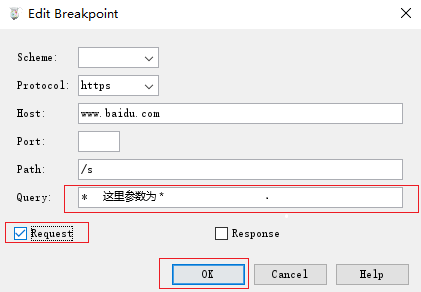 Edit Breakpoint
Scheme:
Protocol: https
Host: www.baidu.com
Port:
Path: /s
Query: * 这里参数为 *
Request Response
OK Cancel Help